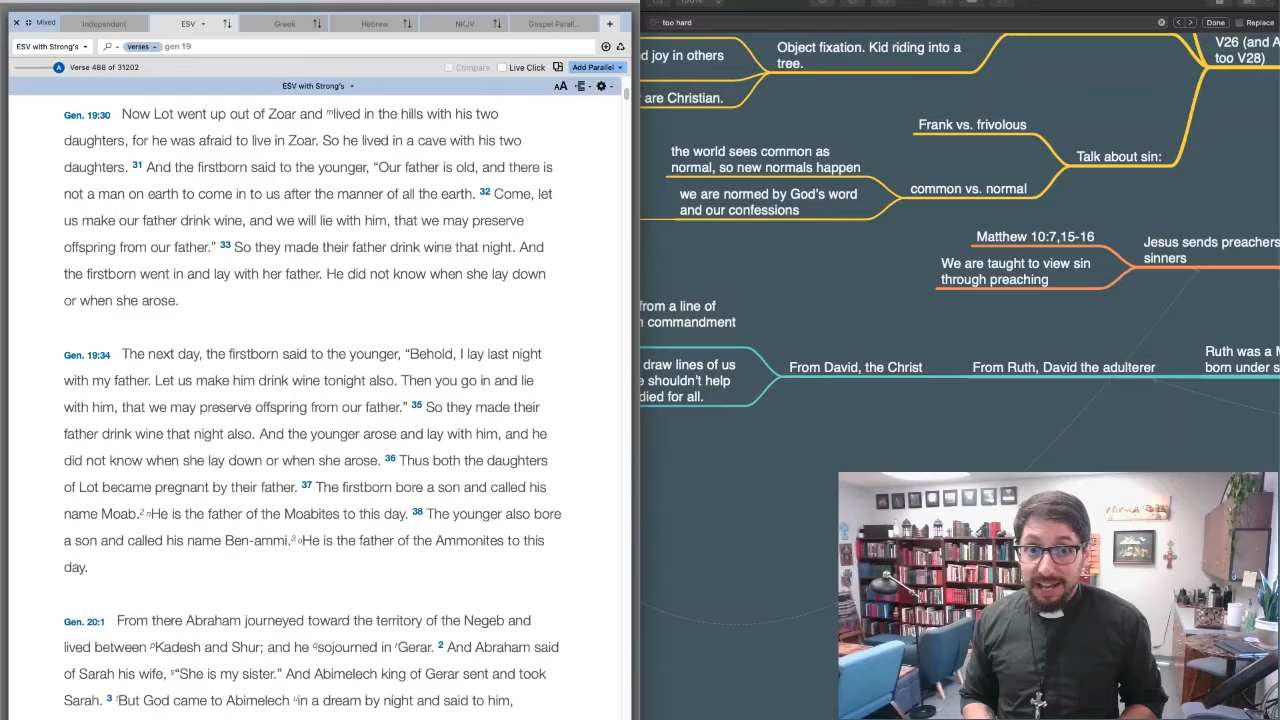 Mixed
Independant
ESV
Greek
Hebrew
NKJV
Gospel Parall...
+
ESV with Strong's
verses
gen 19
Verse 488 of 31202
Compare
Live Click
Add Parallel
ESV with Strong's
AA
Gen. 19:30 Now Lot went up out of Zoar and mlived in the hills with his two
daughters, for he was afraid to live in Zoar. So he lived in a cave with his two
daughters. 31 And the firstborn said to the younger, “Our father is old, and there is
not a man on earth to come in to us after the manner of all the earth. 32 Come, let
us make our father drink wine, and we will lie with him, that we may preserve
offspring from our father.” 33 So they made their father drink wine that night. And
the firstborn went in and lay with her father. He did not know when she lay down
or when she arose.
Gen. 19:34 The next day, the firstborn said to the younger, “Behold, I lay last night
with my father. Let us make him drink wine tonight also. Then you go in and lie
with him, that we may preserve offspring from our father.” 35 So they made their
father drink wine that night also. And the younger arose and lay with him, and he
did not know when she lay down or when she arose. 36 Thus both the daughters
of Lot became pregnant by their father. 37 The firstborn bore a son and called his
name Moab.2 nHe is the father of the Moabites to this day. 38 The younger also bore
a son and called his name Ben-ammi.3 oHe is the father of the Ammonites to this
day.
Gen. 20:1 From there Abraham journeyed toward the territory of the Negeb and
lived between pKadesh and Shur; and he qsojourned in rGerar. 2 And Abraham said
of Sarah his wife, s“She is my sister.” And Abimelech king of Gerar sent and took
Sarah. 3 tBut God came to Abimelech uin a dream by night and said to him,
too hard
Done
Replace
d joy in others
are Christian.
Object fixation. Kid riding into a
tree.
V26 (and A
too V28)
Frank vs. frivolous
Talk about sin:
the world sees common as
normal, so new normals happen
we are normed by God’s word
and our confessions
common vs. normal
Matthew 10:7,15-16
We are taught to view sin
through preaching
Jesus sends preachers
sinners
from a line of
commandment
draw lines of us
e shouldn’t help
died for all.
From David, the Christ
From Ruth, David the adulterer
Ruth was a M
born under s